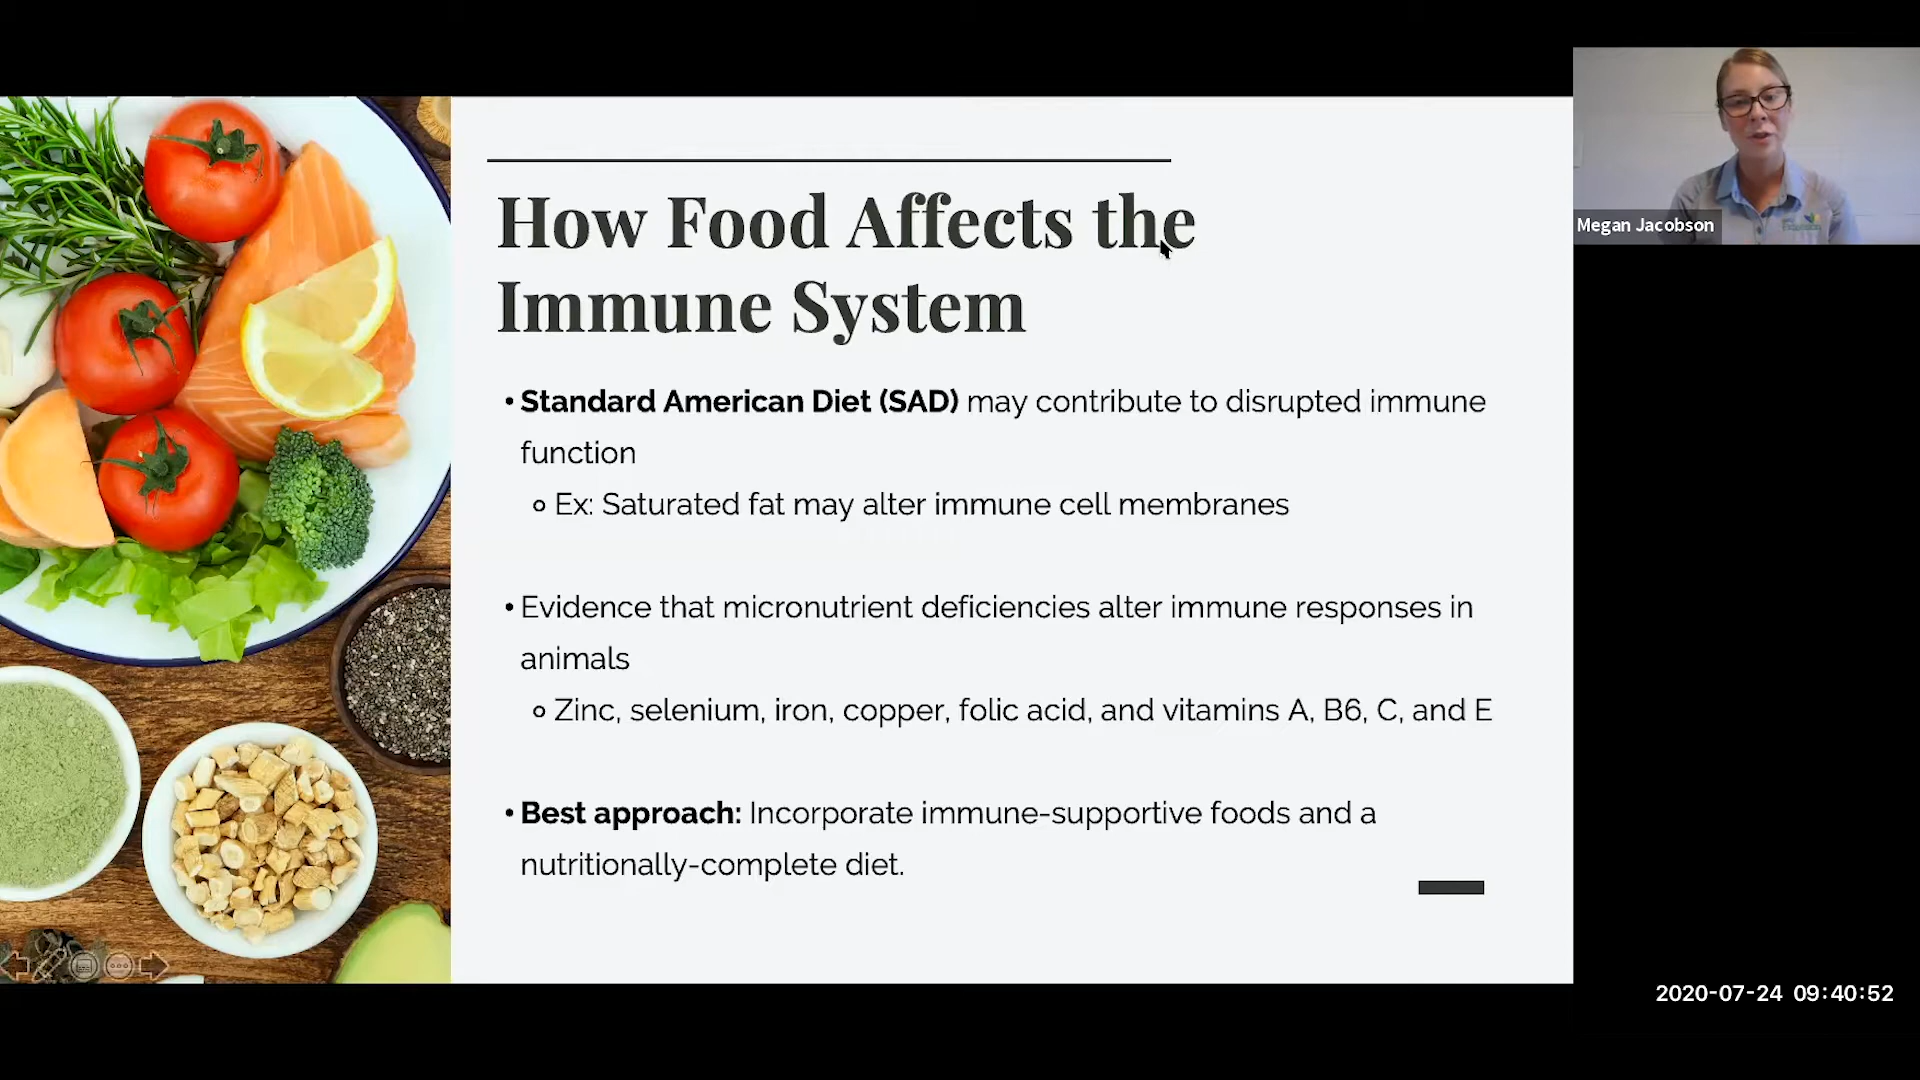 How Food Affects the
Immune System
• Standard American Diet (SAD) may contribute to disrupted immune
function
Ex: Saturated fat may alter immune cell membranes
• Evidence that micronutrient deficiencies alter immune responses in
animals
Zinc, selenium, iron, copper, folic acid, and vitamins A, B6, C, and E
• Best approach: Incorporate immune-supportive foods and a
nutritionally-complete diet.
Megan Jacobson
2020-07-24 09:40:52